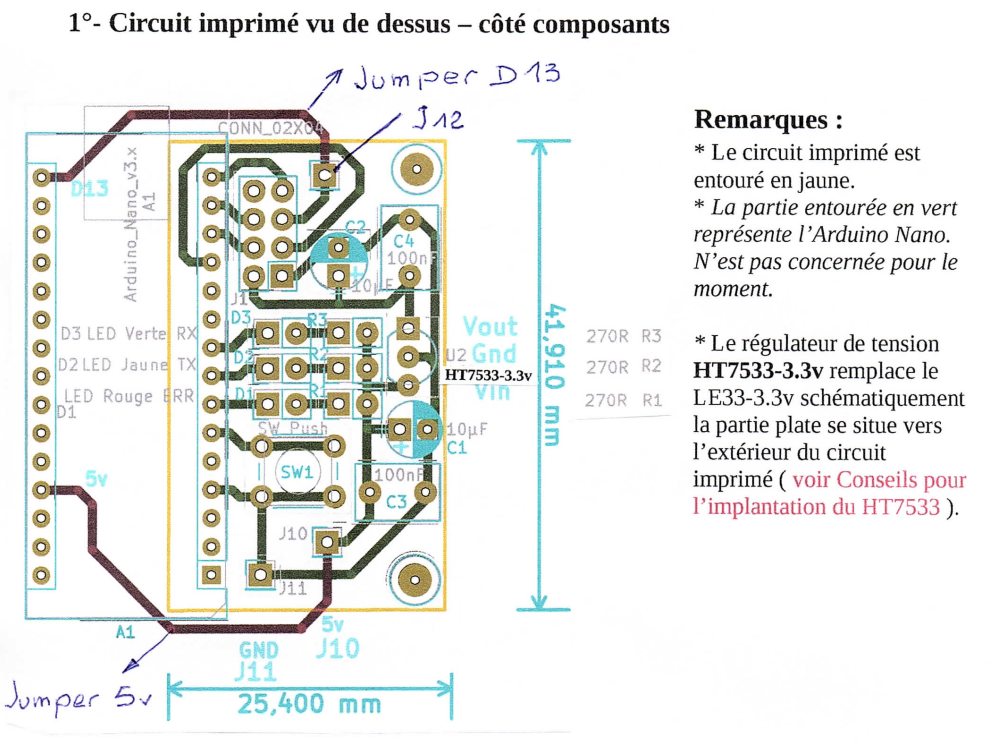 1°- Circuit imprimé vu de dessus – côté composants
Jumper D13
J12
CONN_02X04
Arduino_Nano_v3.x
A1
D13
C2
C4
100nF
10µF
J1
D3
R3
D3 LED Verte RX
D2
R2
D2 LED Jaune TX
D1
R1
LED Rouge ERR
D1
Vout
U2 Gnd
HT7533-3.3v
Vin
270R R3
270R R2
270R R1
41,910 mm
SW_Push
SW1
10µF
C1
100nF
C3
5v
J10
J11
A1
5v
J10
GND
J11
Jumper 5v
25,400 mm
Remarques :
* Le circuit imprimé est
entouré en jaune.
* La partie entourée en vert
représente l’Arduino Nano.
N’est pas concernée pour le
moment.
* Le régulateur de tension
HT7533-3.3v remplace le
LE33-3.3v schématiquement
la partie plate se situe vers
l’extérieur du circuit
imprimé ( voir Conseils pour
l’implantation du HT7533 ).